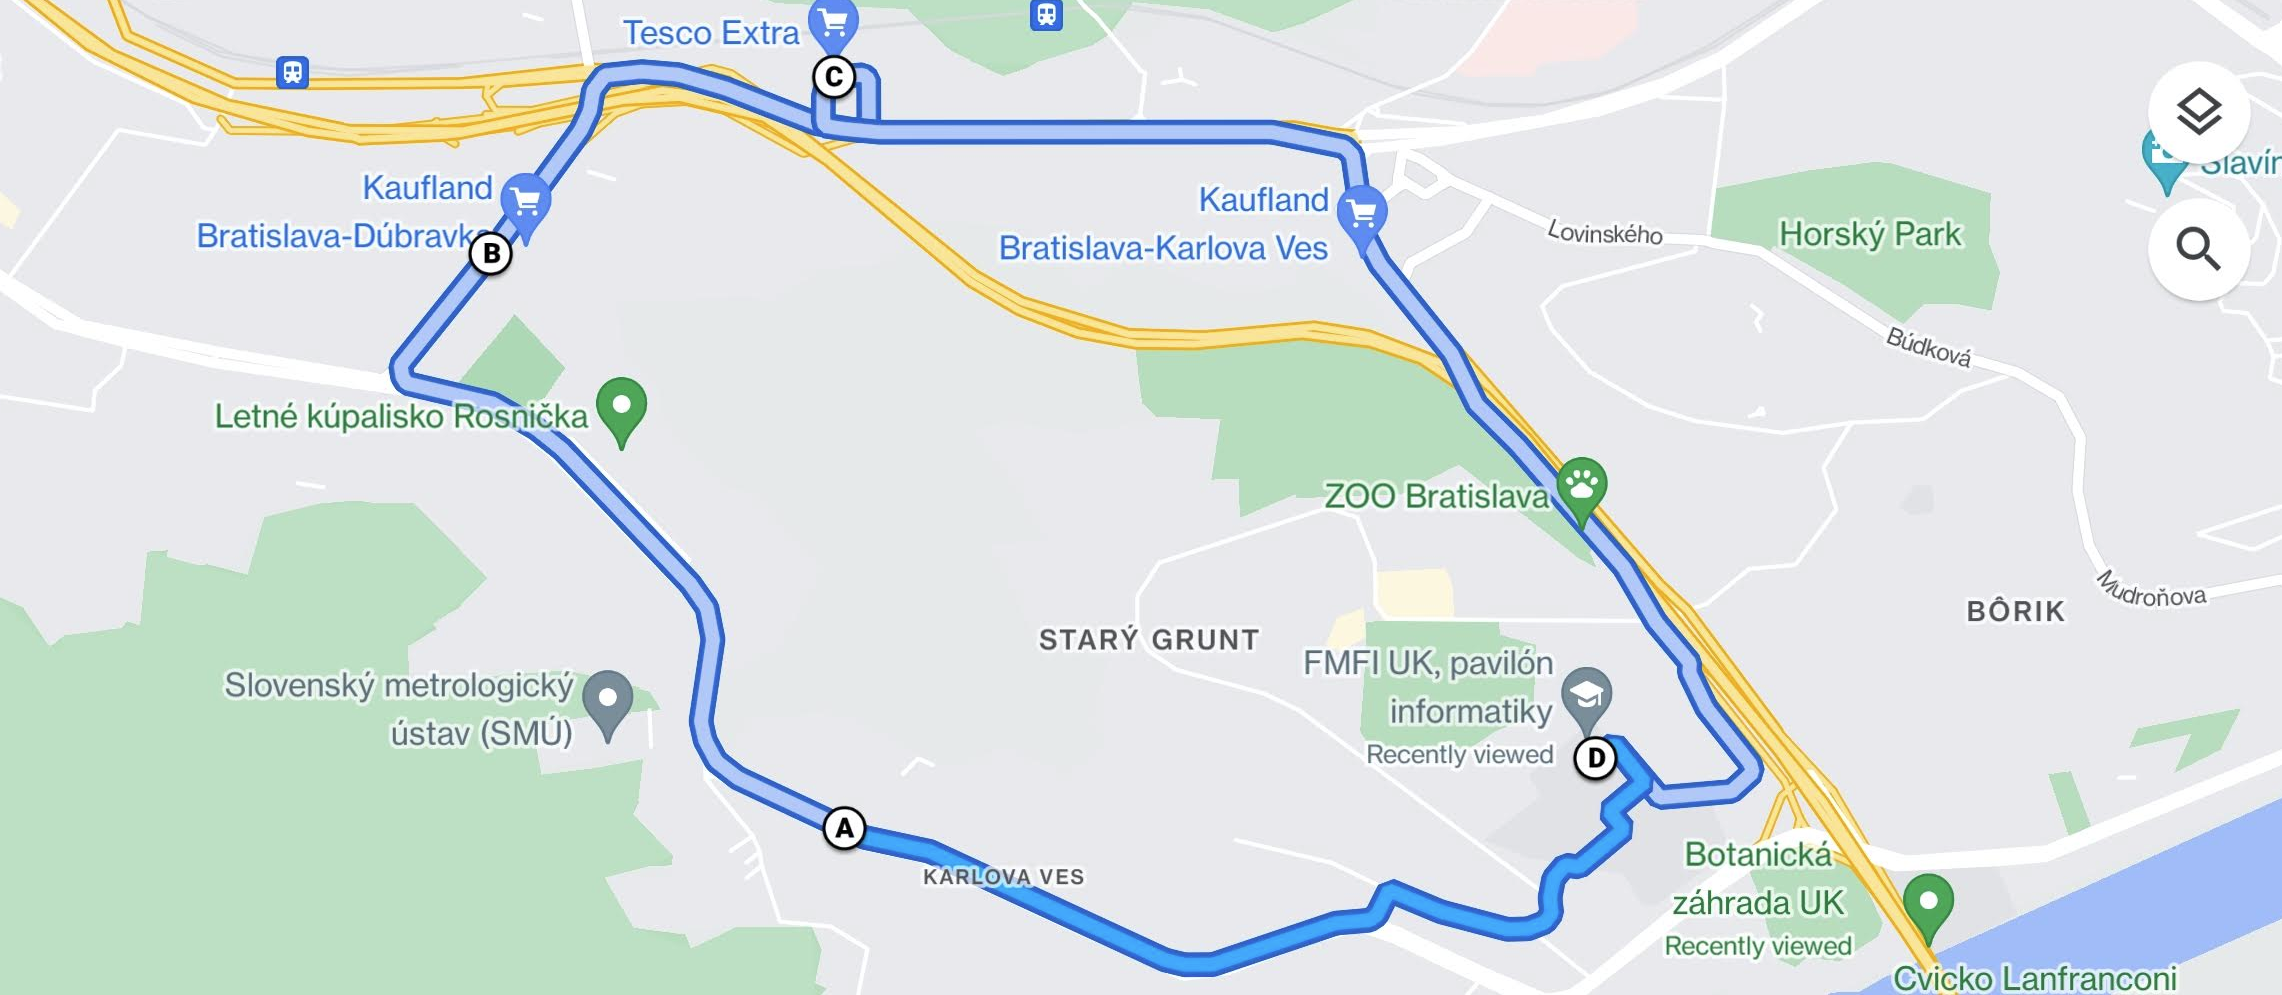 Tesco Extra
C
Kaufland
Bratislava-Dúbravka
B
Kaufland
Bratislava-Karlova Ves
Lovinského
Horský Park
Slavín
Búdková
Letné kúpalisko Rosnička
ZOO Bratislava
Mudroňova
BÔRIK
STARÝ GRUNT
FMFI UK, pavilón
informatiky
Recently viewed
D
Slovenský metrologický
ústav (SMÚ)
A
KARLOVA VES
Botanická
záhrada UK
Recently viewed
Cvicko Lanfranconi